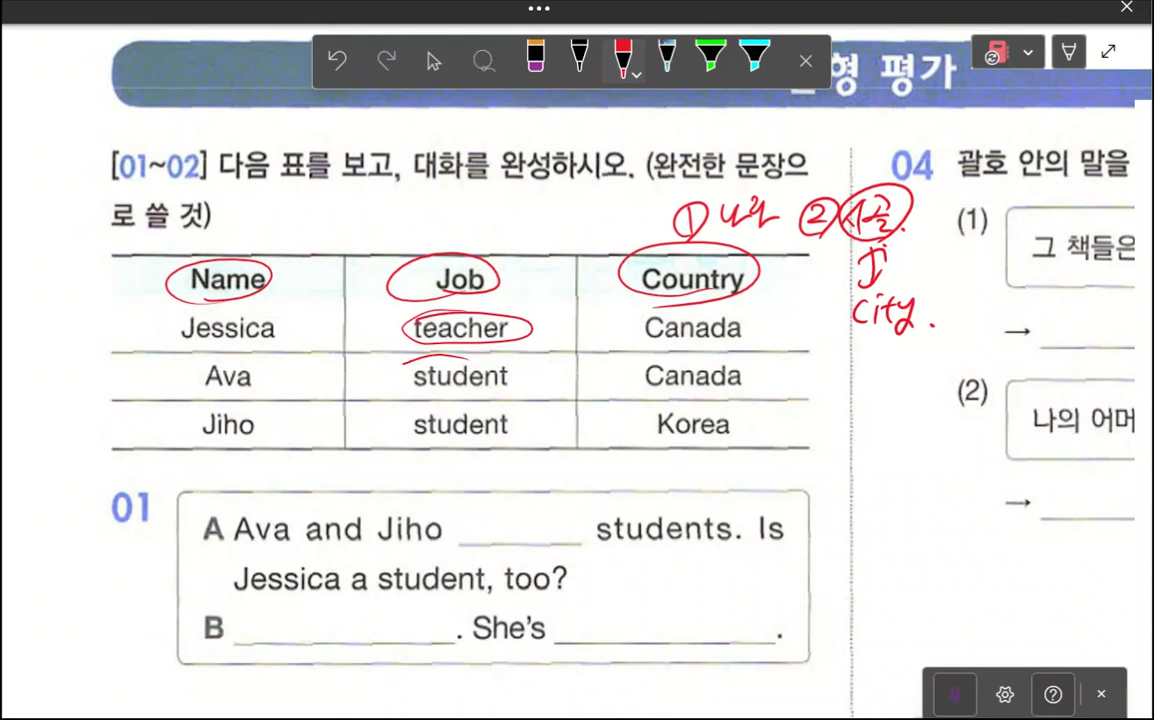 형 평가
[01~02] 다음 표를 보고, 대화를 완성하시오. (완전한 문장으
로 쓸 것)
① 나라 ② 시골.
city.
Name Job Country
Jessica teacher Canada
Ava student Canada
Jiho student Korea
01
A Ava and Jiho ______ students. Is
Jessica a student, too?
B ____________. She's ____________.
04 괄호 안의 말을
(1) 그 책들은
→
(2) 나의 어머
→